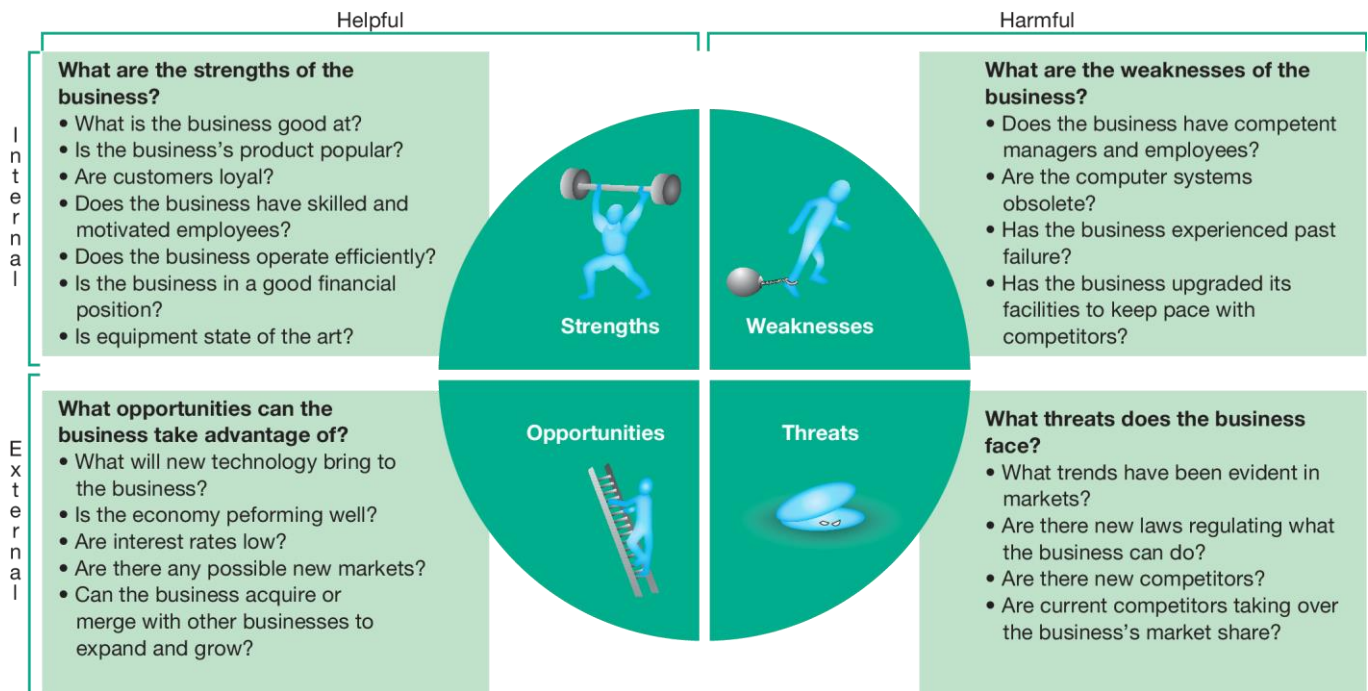 Helpful
Harmful
Internal
What are the strengths of the
business?
• What is the business good at?
• Is the business's product popular?
• Are customers loyal?
• Does the business have skilled and
motivated employees?
• Does the business operate efficiently?
• Is the business in a good financial
position?
• Is equipment state of the art?
Strengths
Weaknesses
What are the weaknesses of the
business?
• Does the business have competent
managers and employees?
• Are the computer systems
obsolete?
• Has the business experienced past
failure?
• Has the business upgraded its
facilities to keep pace with
competitors?
External
What opportunities can the
business take advantage of?
• What will new technology bring to
the business?
• Is the economy peforming well?
• Are interest rates low?
• Are there any possible new markets?
• Can the business acquire or
merge with other businesses to
expand and grow?
Opportunities
Threats
What threats does the business
face?
• What trends have been evident in
markets?
• Are there new laws regulating what
the business can do?
• Are there new competitors?
• Are current competitors taking over
the business's market share?